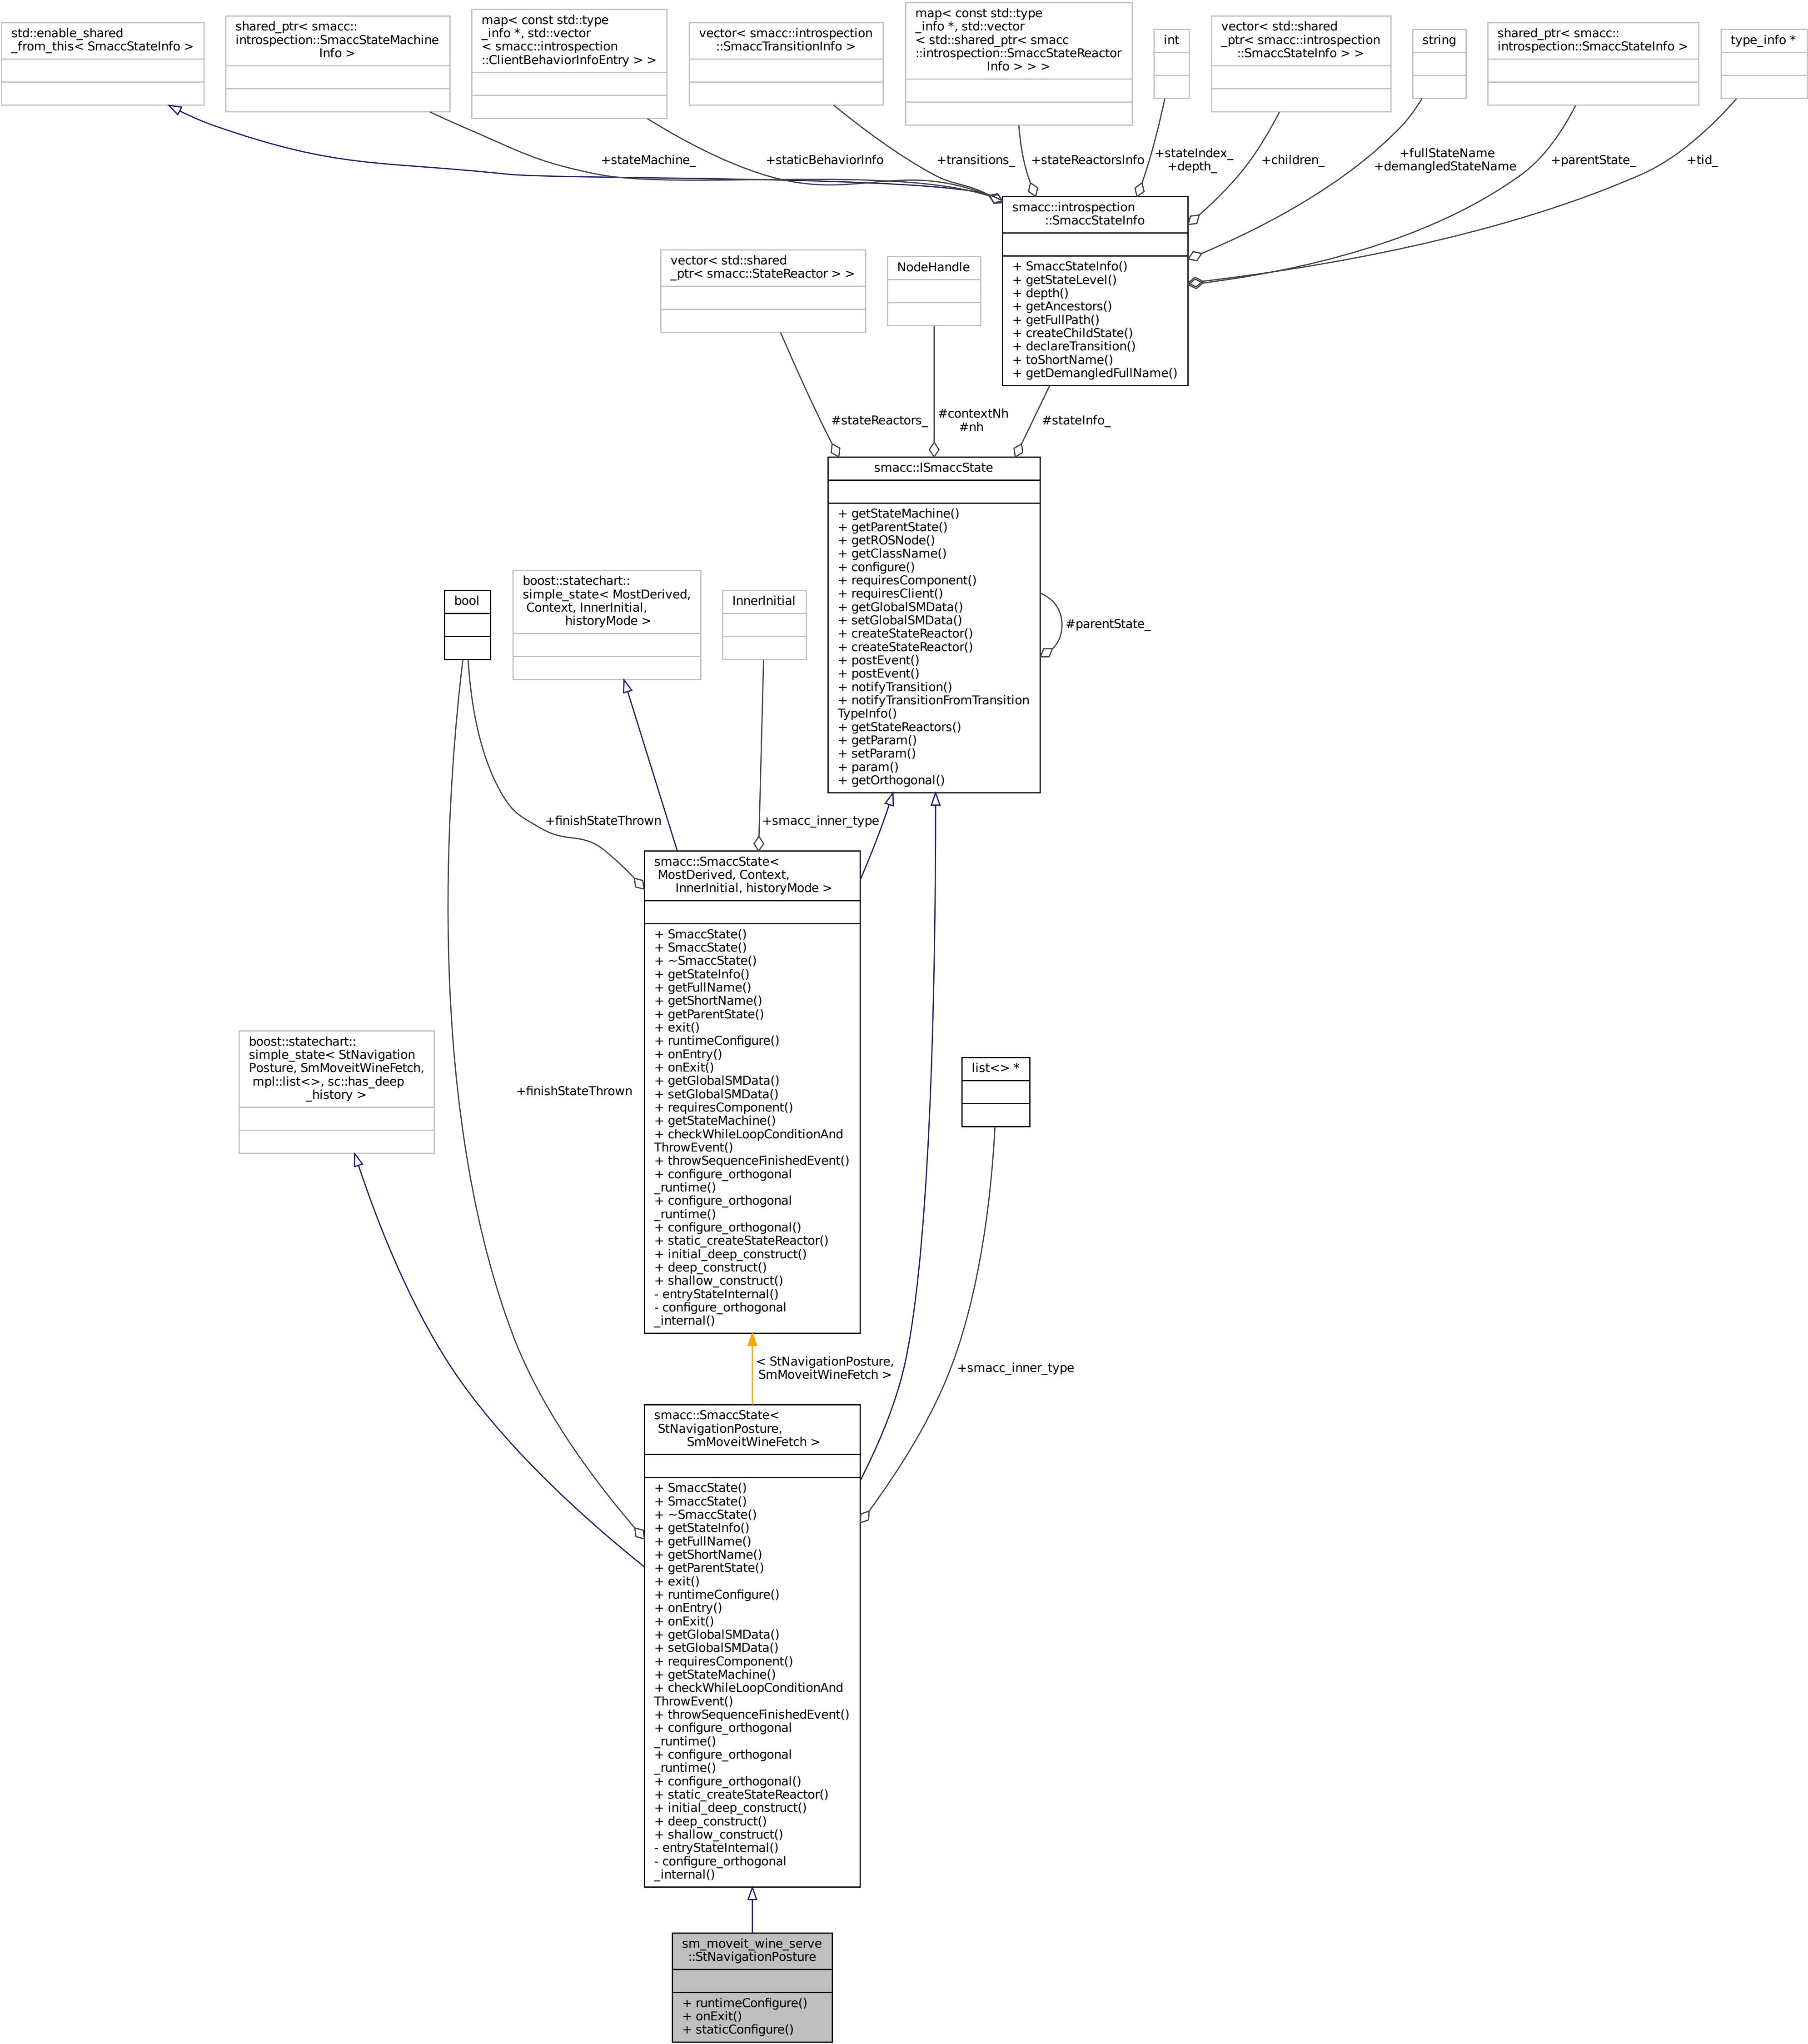 std::enable_shared
_from_this< SmaccStateInfo >
shared_ptr< smacc::
introspection::SmaccStateMachine
Info >
map< const std::type
_info *, std::vector
< smacc::introspection
::ClientBehaviorInfoEntry > >
vector< smacc::introspection
::SmaccTransitionInfo >
map< const std::type
_info *, std::vector
< std::shared_ptr< smacc
::introspection::SmaccStateReactor
Info > > >
int
vector< std::shared
_ptr< smacc::introspection
::SmaccStateInfo > >
string
shared_ptr< smacc::
introspection::SmaccStateInfo >
type_info *
+stateMachine_
+staticBehaviorInfo
+transitions_
+stateReactorsInfo
+stateIndex_
+depth_
+children_
+fullStateName
+demangledStateName
+parentState_
+tid_
smacc::introspection
::SmaccStateInfo
+ SmaccStateInfo()
+ getStateLevel()
+ depth()
+ getAncestors()
+ getFullPath()
+ createChildState()
+ declareTransition()
+ toShortName()
+ getDemangledFullName()
vector< std::shared
_ptr< smacc::StateReactor > >
NodeHandle
#stateReactors_
#contextNh
#nh
#stateInfo_
smacc::ISmaccState
+ getStateMachine()
+ getParentState()
+ getROSNode()
+ getClassName()
+ configure()
+ requiresComponent()
+ requiresClient()
+ getGlobalSMData()
+ setGlobalSMData()
+ createStateReactor()
+ createStateReactor()
+ postEvent()
+ postEvent()
+ notifyTransition()
+ notifyTransitionFromTransition
TypeInfo()
+ getStateReactors()
+ getParam()
+ setParam()
+ param()
+ getOrthogonal()
#parentState_
bool
boost::statechart::
simple_state< MostDerived,
Context, InnerInitial,
historyMode >
InnerInitial
+finishStateThrown
+smacc_inner_type
smacc::SmaccState<
MostDerived, Context,
InnerInitial, historyMode >
+ SmaccState()
+ SmaccState()
+ ~SmaccState()
+ getStateInfo()
+ getFullName()
+ getShortName()
+ getParentState()
+ exit()
+ runtimeConfigure()
+ onEntry()
+ onExit()
+ getGlobalSMData()
+ setGlobalSMData()
+ requiresComponent()
+ getStateMachine()
+ checkWhileLoopConditionAnd
ThrowEvent()
+ throwSequenceFinishedEvent()
+ configure_orthogonal
_runtime()
+ configure_orthogonal
_runtime()
+ configure_orthogonal()
+ static_createStateReactor()
+ initial_deep_construct()
+ deep_construct()
+ shallow_construct()
- entryStateInternal()
- configure_orthogonal
_internal()
boost::statechart::
simple_state< StNavigation
Posture, SmMoveitWineFetch,
mpl::list<>, sc::has_deep
_history >
+finishStateThrown
list<> *
< StNavigationPosture,
SmMoveitWineFetch >
+smacc_inner_type
smacc::SmaccState<
StNavigationPosture,
SmMoveitWineFetch >
+ SmaccState()
+ SmaccState()
+ ~SmaccState()
+ getStateInfo()
+ getFullName()
+ getShortName()
+ getParentState()
+ exit()
+ runtimeConfigure()
+ onEntry()
+ onExit()
+ getGlobalSMData()
+ setGlobalSMData()
+ requiresComponent()
+ getStateMachine()
+ checkWhileLoopConditionAnd
ThrowEvent()
+ throwSequenceFinishedEvent()
+ configure_orthogonal
_runtime()
+ configure_orthogonal
_runtime()
+ configure_orthogonal()
+ static_createStateReactor()
+ initial_deep_construct()
+ deep_construct()
+ shallow_construct()
- entryStateInternal()
- configure_orthogonal
_internal()
sm_moveit_wine_serve
::StNavigationPosture
+ runtimeConfigure()
+ onExit()
+ staticConfigure()